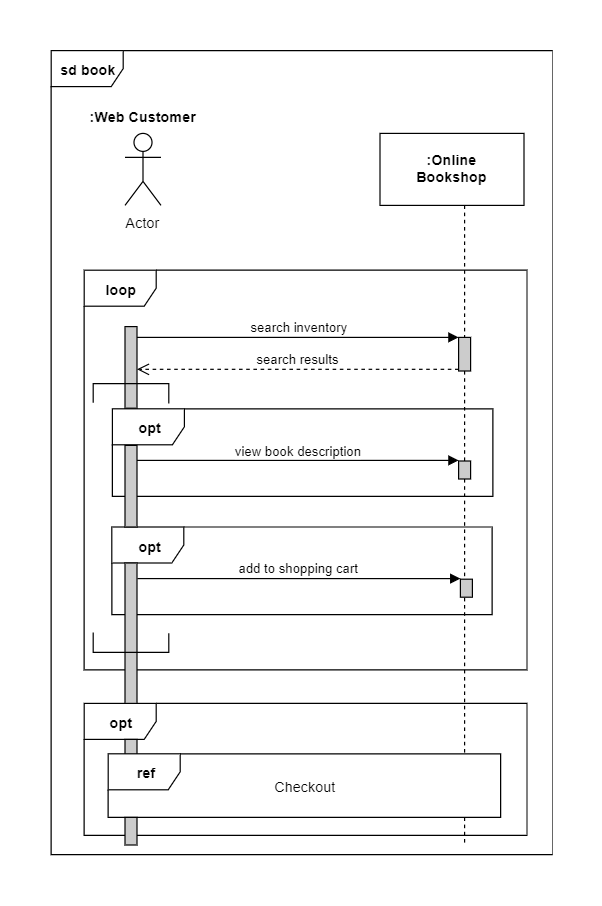 sd book
:Web Customer
:Online
Bookshop
Actor
loop
search inventory
search results
opt
view book description
opt
add to shopping cart
opt
ref
Checkout